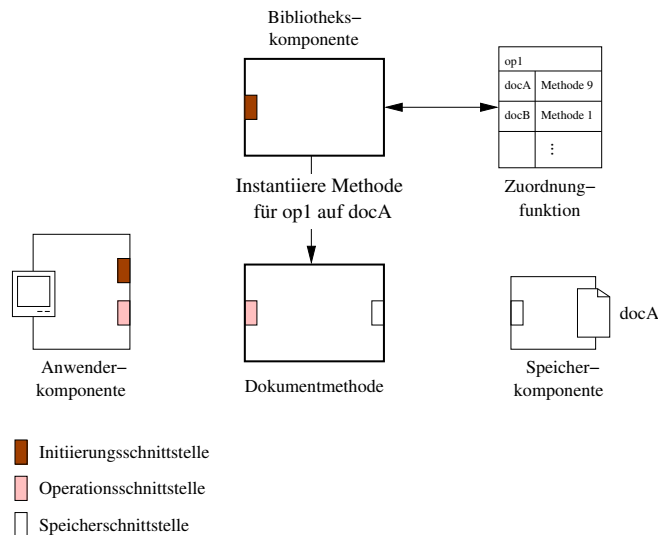 Bibliotheks–
komponente
op1
docA Methode 9
docB Methode 1
⋮
Instantiiere Methode
für op1 auf docA
Zuordnung–
funktion
docA
Anwender–
komponente
Dokumentmethode
Speicher–
komponente
Initiierungsschnittstelle
Operationsschnittstelle
Speicherschnittstelle